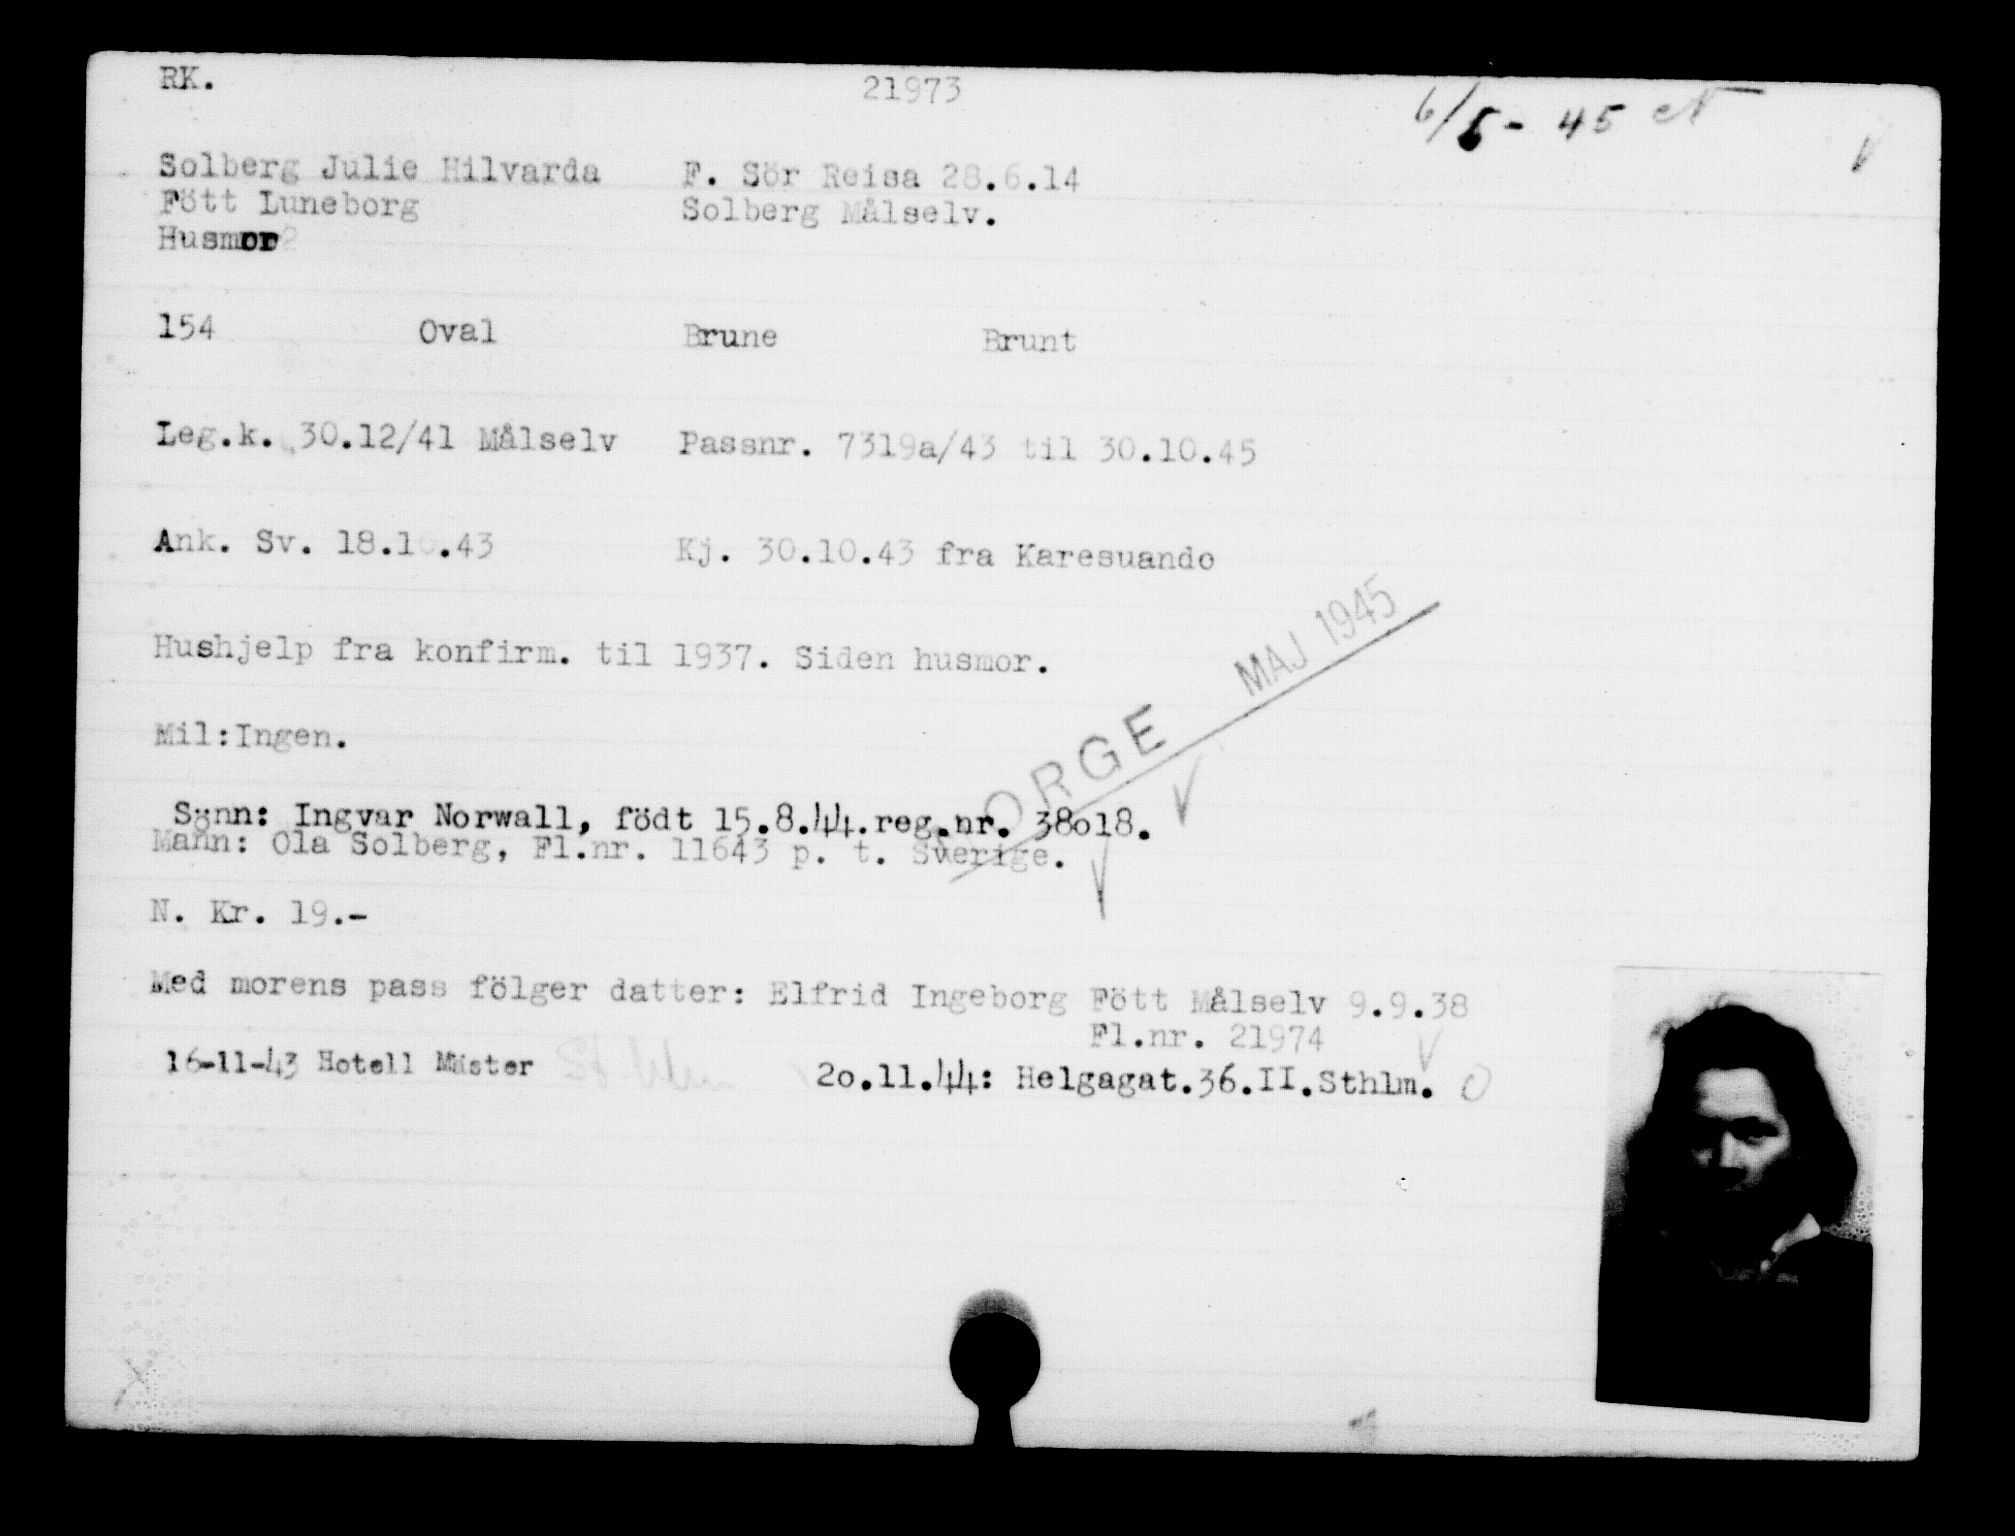 RK. 21973 6/5- 45
Solberg Julie Hilvarda F. Sör Reisa 28.6.14
Fött Luneborg Solberg Målselv.
Husmor
154 Oval Brune Brunt
Leg.k. 30.12/41 Målselv Passnr. 7319a/43 til 30.10.45
Ank. Sv. 18.10.43 Kj. 30.10.43 fra Karesuando
MAJ 1945
Hushjelp fra konfirm. til 1937. Siden husmor.
ORGE
Mil:Ingen.
Sönn: Ingvar Norwall, född 15.8.44.reg.nr. 38o18.
Mann: Ola Solberg, Fl.nr. 11643 p. t. Sverige.
N. Kr. 19.-
Med morens pass fölger datter: Elfrid Ingeborg Fött Målselv 9.9.38
Fl.nr. 21974
16-11-43 Hotell Mäster Sthlm
2o.11.44: Helgagat.36.II.Sthlm.